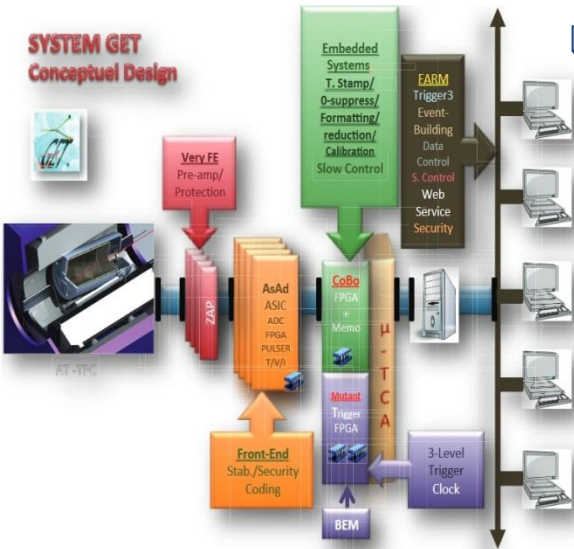 SYSTEM GET
Conceptuel Design
GET
Embedded
Systems
T. Stamp/
0-suppress/
Formatting/
reduction/
Calibration
Slow Control
FARM
Trigger3
Event-
Building
Data
Control
S. Control
Web
Service
Security
Very FE
Pre-amp/
Protection
ZAP
AsAd
ASIC
ADC
FPGA
PULSER
T/V/i
CoBo
FPGA
+
Memo
μ-TCA
Mutant
Trigger
FPGA
AT-TPC
Front-End
Stab./Security
Coding
3-Level
Trigger
Clock
BEM